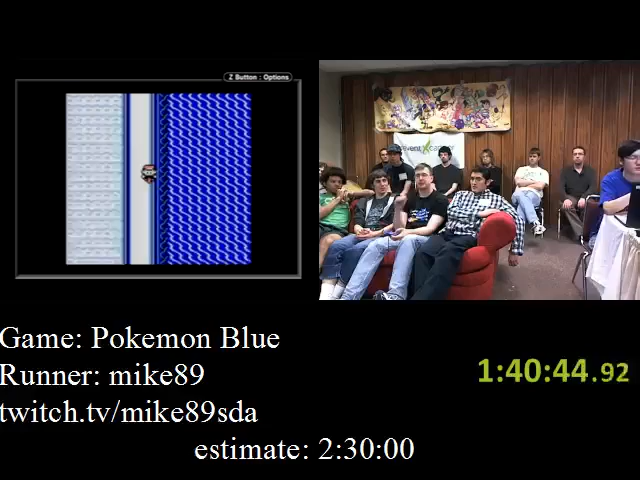 Z Button : Options
Game: Pokemon Blue
Runner: mike89
twitch.tv/mike89sda
estimate: 2:30:00
1:40:44.92